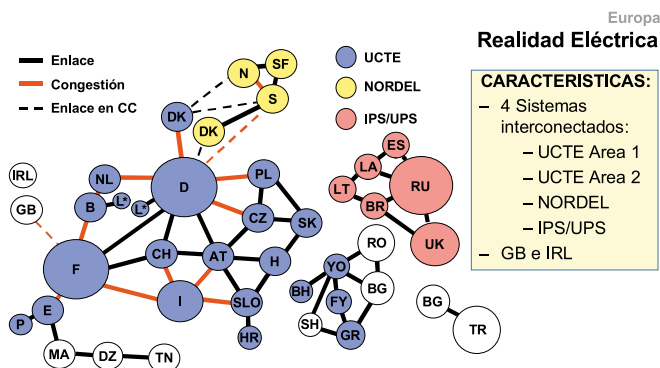 Europa
Realidad Eléctrica
Enlace
Congestión
Enlace en CC
UCTE
NORDEL
IPS/UPS
CARACTERISTICAS:
– 4 Sistemas
interconectados:
– UCTE Area 1
– UCTE Area 2
– NORDEL
– IPS/UPS
– GB e IRL
N
SF
S
DK
DK
IRL
GB
NL
B
L*
L*
D
PL
CZ
SK
F
CH
AT
H
I
SLO
HR
P
E
MA
DZ
TN
ES
LA
LT
BR
RU
UK
RO
YO
BH
FY
BG
SH
GR
BG
TR